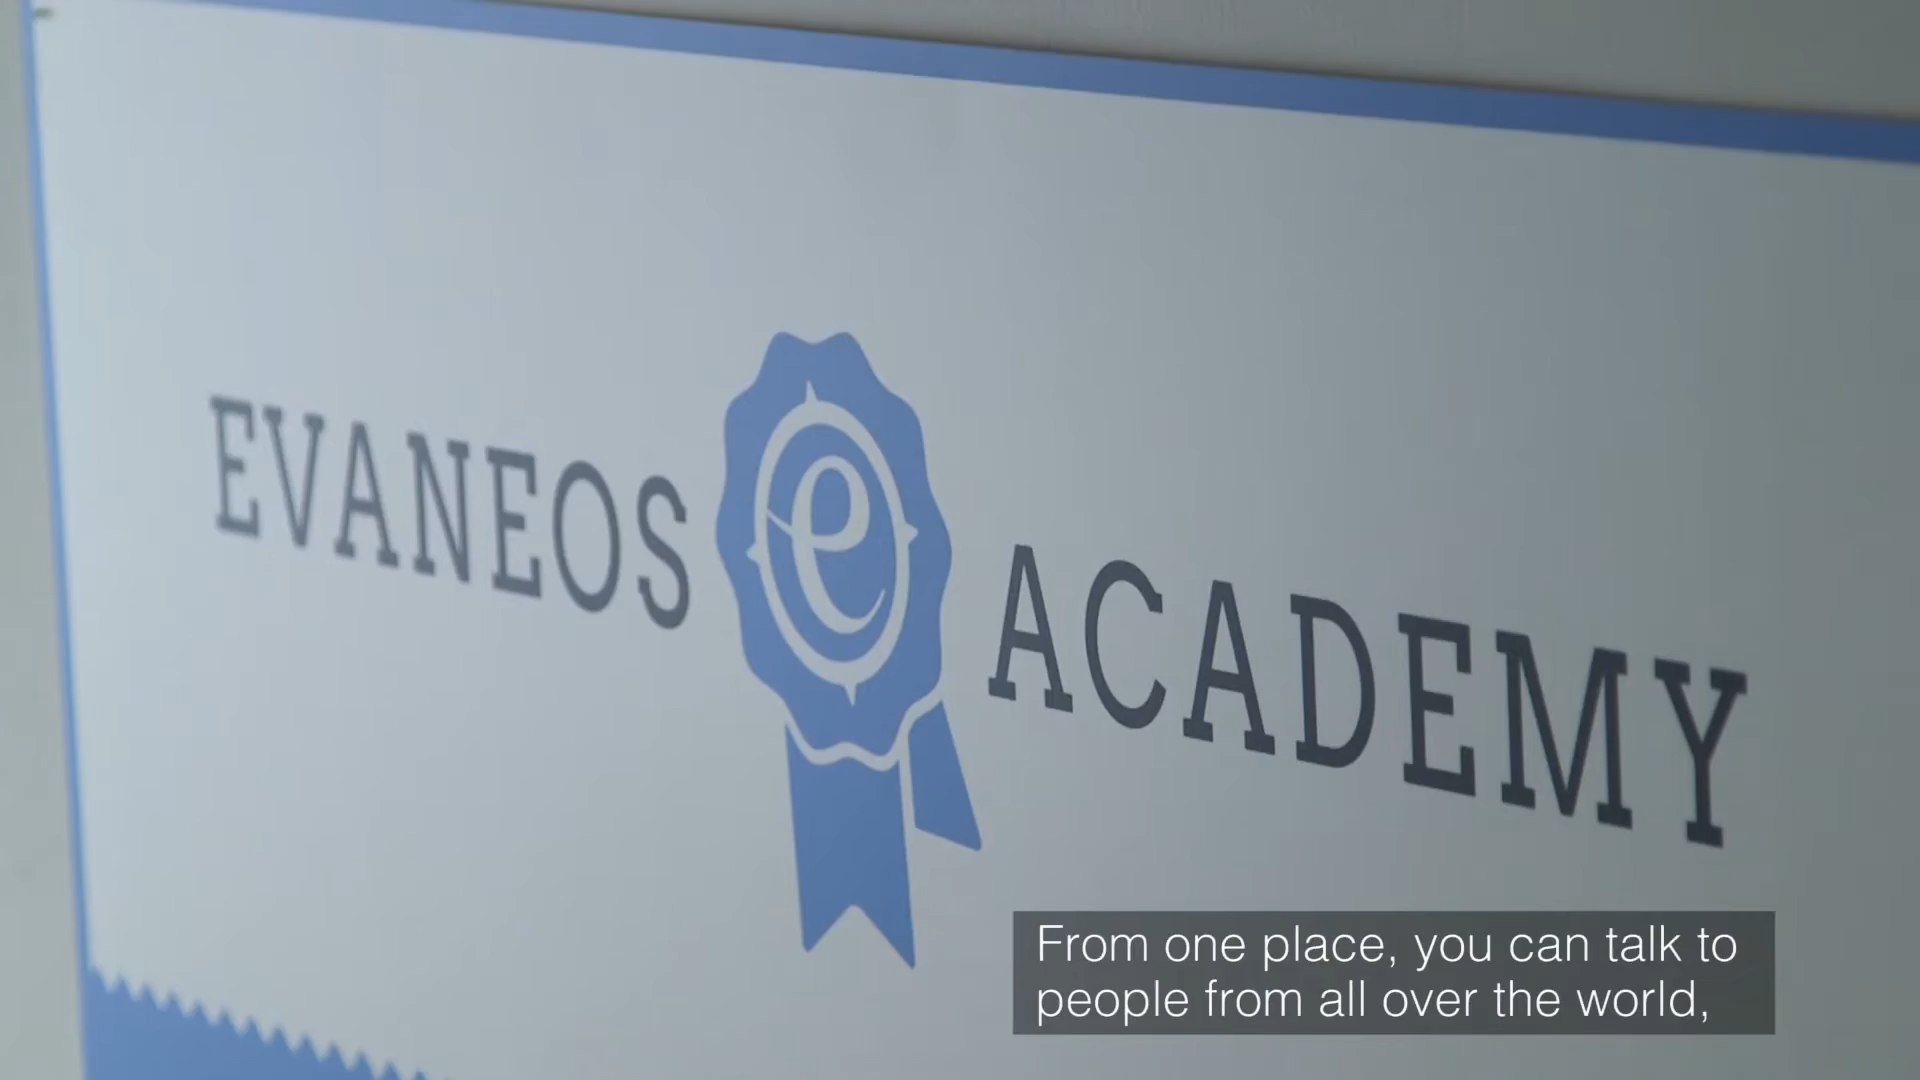 EVANEOS e ACADEMY
From one place, you can talk to
people from all over the world,